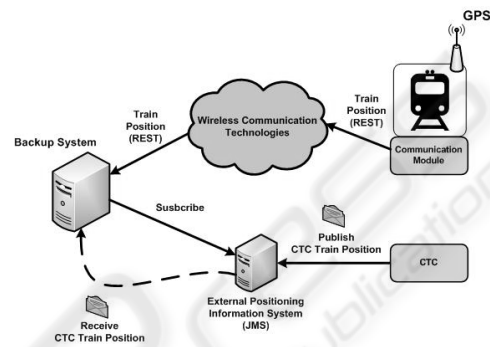 GPS
Train
Position
(REST)
Wireless Communication
Technologies
Train
Position
(REST)
Communication
Module
Backup System
Susbcribe
Publish
CTC Train Position
CTC
External Positioning
Information System
(JMS)
Receive
CTC Train Position